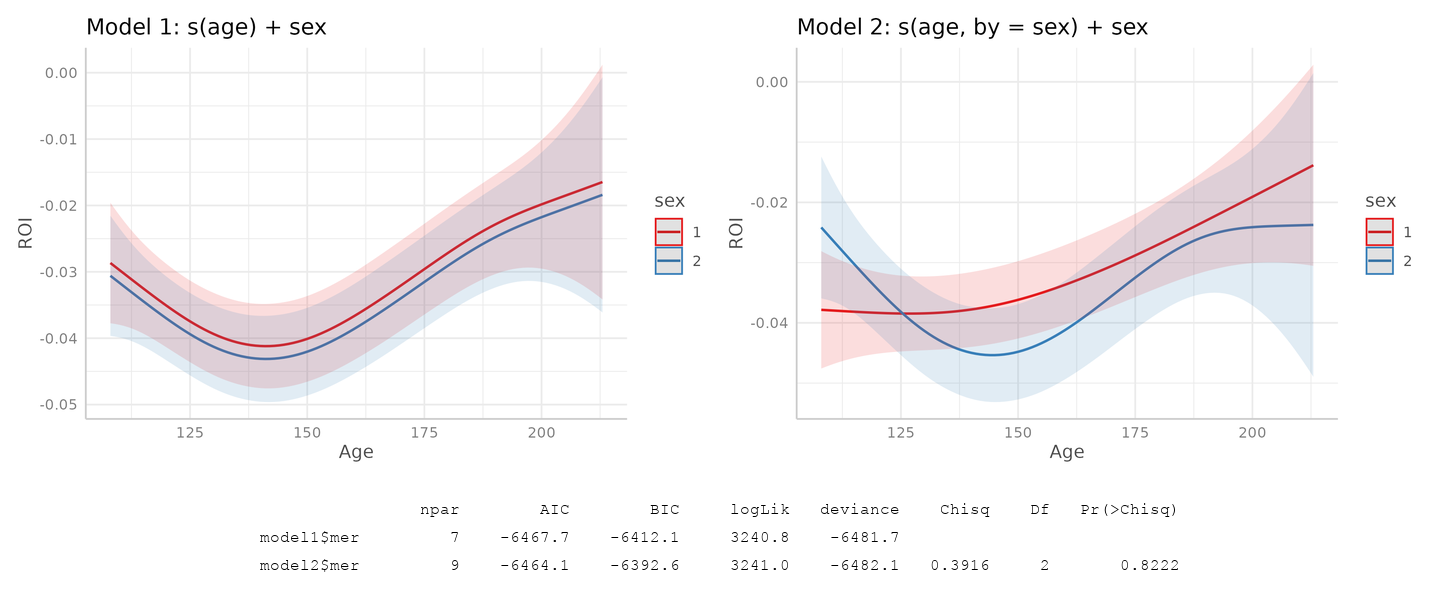 Model 1: s(age) + sex
0.00
-0.01
-0.02
-0.03
-0.04
-0.05
ROI
125 150 175 200
Age
sex
1
2
Model 2: s(age, by = sex) + sex
0.00
-0.02
-0.04
ROI
125 150 175 200
Age
sex
1
2
npar AIC BIC logLik deviance Chisq Df Pr(>Chisq)
model1$mer 7 -6467.7 -6412.1 3240.8 -6481.7
model2$mer 9 -6464.1 -6392.6 3241.0 -6482.1 0.3916 2 0.8222